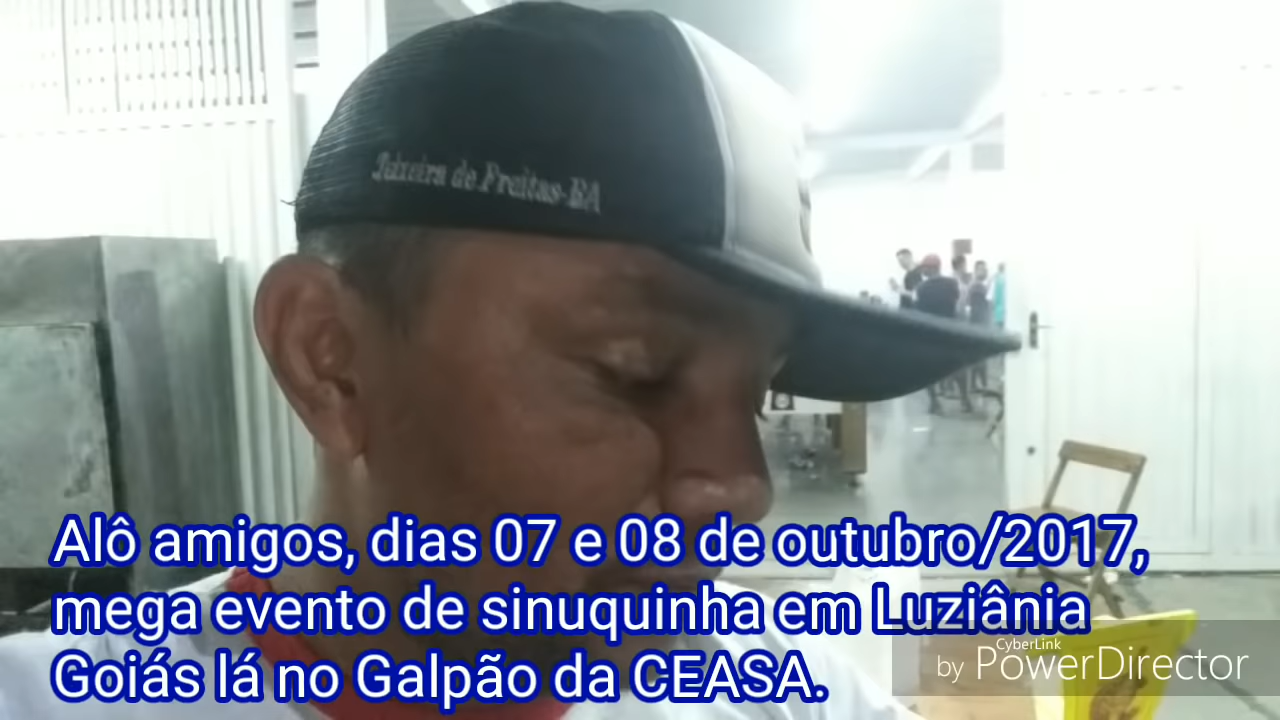 Teixeira de Freitas-BA
Alô amigos, dias 07 e 08 de outubro/2017,
mega evento de sinuquinha em Luziânia
Goiás lá no Galpão da CEASA.
CyberLink
by PowerDirector